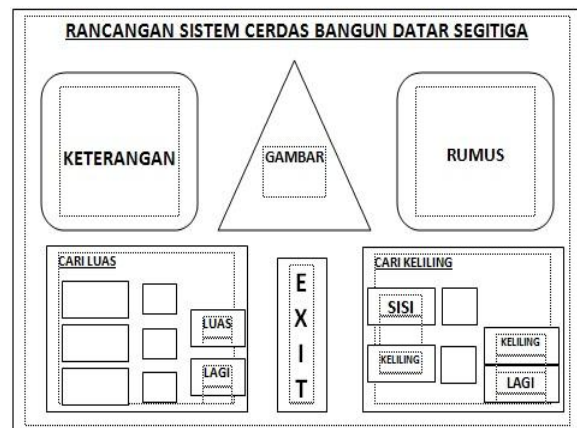 RANCANGAN SISTEM CERDAS BANGUN DATAR SEGITIGA
KETERANGAN
GAMBAR
RUMUS
CARI LUAS
LUAS
LAGI
EXIT
CARI KELILING
SISI
KELILING
KELILING
LAGI